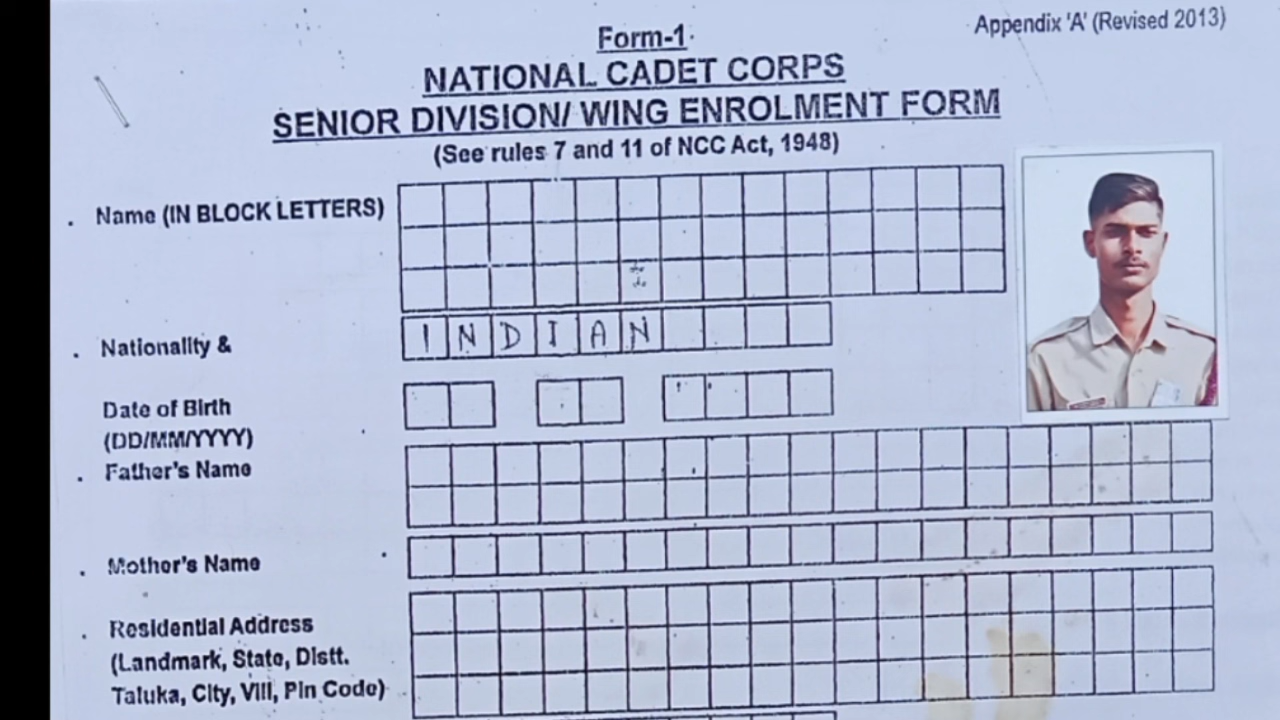 Appendix 'A' (Revised 2013)
Form-1
NATIONAL CADET CORPS
SENIOR DIVISION/ WING ENROLMENT FORM
(See rules 7 and 11 of NCC Act, 1948)
Name (IN BLOCK LETTERS)
Nationality & INDIAN
Date of Birth
(DD/MM/YYYY)
Father's Name
Mother's Name
Residential Address
(Landmark, State, Distt.
Taluka, City, Vill, Pin Code)